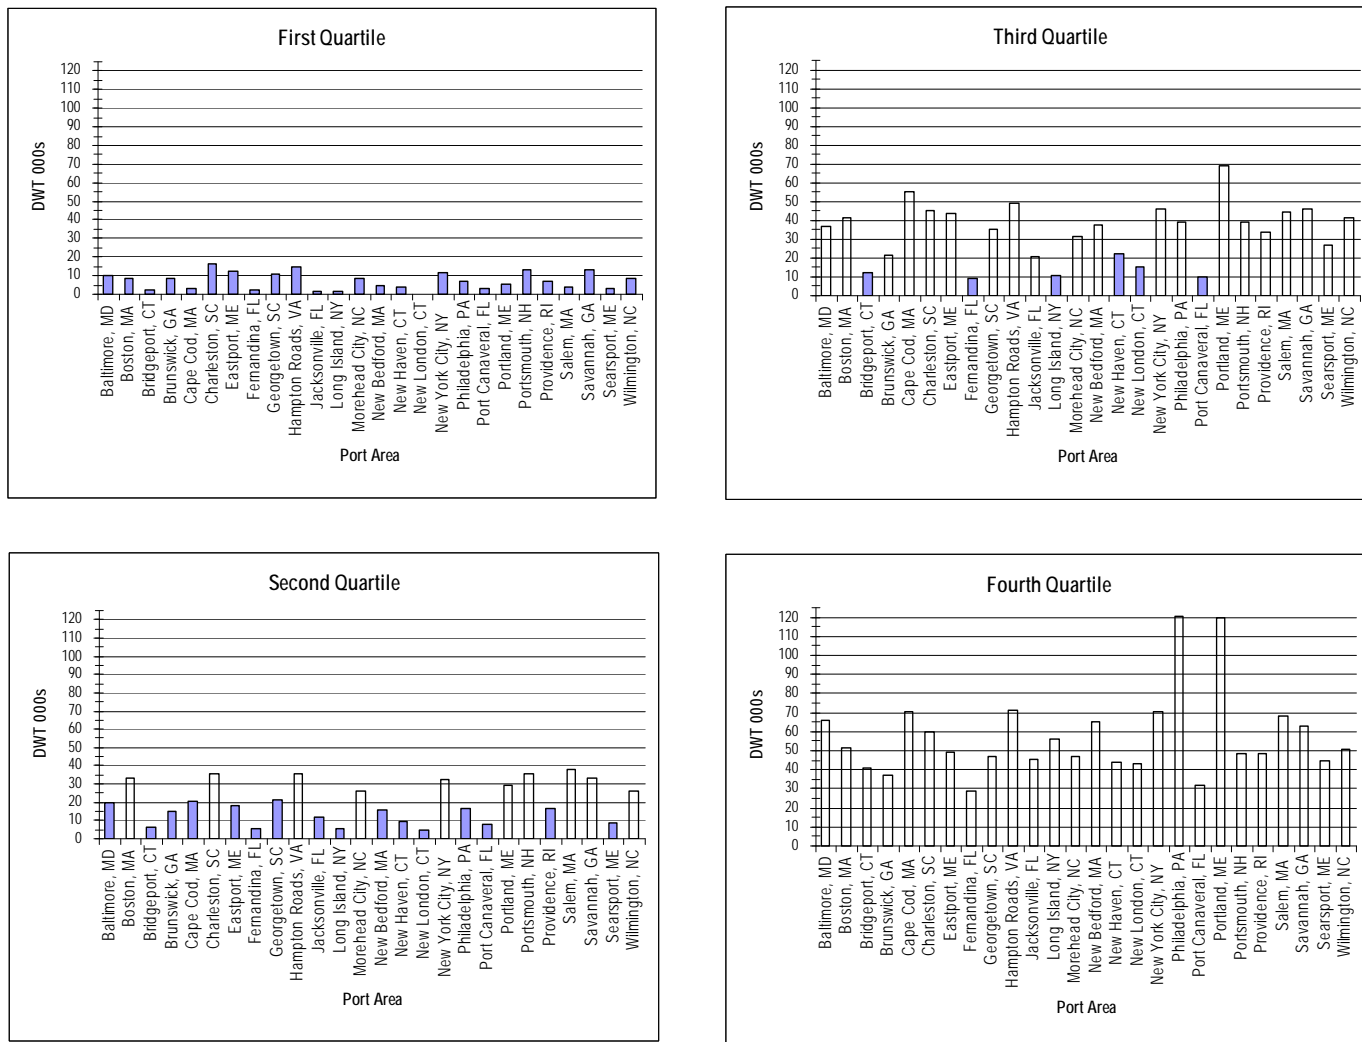 First Quartile
120
110
100
90
80
70
60
50
40
30
20
10
0
DWT 000s
Baltimore, MD
Boston, MA
Bridgeport, CT
Brunswick, GA
Cape Cod, MA
Charleston, SC
Eastport, ME
Fernandina, FL
Georgetown, SC
Hampton Roads, VA
Jacksonville, FL
Long Island, NY
Morehead City, NC
New Bedford, MA
New Haven, CT
New London, CT
New York City, NY
Philadelphia, PA
Port Canaveral, FL
Portland, ME
Portsmouth, NH
Providence, RI
Salem, MA
Savannah, GA
Searsport, ME
Wilmington, NC
Port Area
Third Quartile
120
110
100
90
80
70
60
50
40
30
20
10
0
DWT 000s
Baltimore, MD
Boston, MA
Bridgeport, CT
Brunswick, GA
Cape Cod, MA
Charleston, SC
Eastport, ME
Fernandina, FL
Georgetown, SC
Hampton Roads, VA
Jacksonville, FL
Long Island, NY
Morehead City, NC
New Bedford, MA
New Haven, CT
New London, CT
New York City, NY
Philadelphia, PA
Port Canaveral, FL
Portland, ME
Portsmouth, NH
Providence, RI
Salem, MA
Savannah, GA
Searsport, ME
Wilmington, NC
Port Area
Second Quartile
120
110
100
90
80
70
60
50
40
30
20
10
0
DWT 000s
Baltimore, MD
Boston, MA
Bridgeport, CT
Brunswick, GA
Cape Cod, MA
Charleston, SC
Eastport, ME
Fernandina, FL
Georgetown, SC
Hampton Roads, VA
Jacksonville, FL
Long Island, NY
Morehead City, NC
New Bedford, MA
New Haven, CT
New London, CT
New York City, NY
Philadelphia, PA
Port Canaveral, FL
Portland, ME
Portsmouth, NH
Providence, RI
Salem, MA
Savannah, GA
Searsport, ME
Wilmington, NC
Port Area
Fourth Quartile
120
110
100
90
80
70
60
50
40
30
20
10
0
DWT 000s
Baltimore, MD
Boston, MA
Bridgeport, CT
Brunswick, GA
Cape Cod, MA
Charleston, SC
Eastport, ME
Fernandina, FL
Georgetown, SC
Hampton Roads, VA
Jacksonville, FL
Long Island, NY
Morehead City, NC
New Bedford, MA
New Haven, CT
New London, CT
New York City, NY
Philadelphia, PA
Port Canaveral, FL
Portland, ME
Portsmouth, NH
Providence, RI
Salem, MA
Savannah, GA
Searsport, ME
Wilmington, NC
Port Area